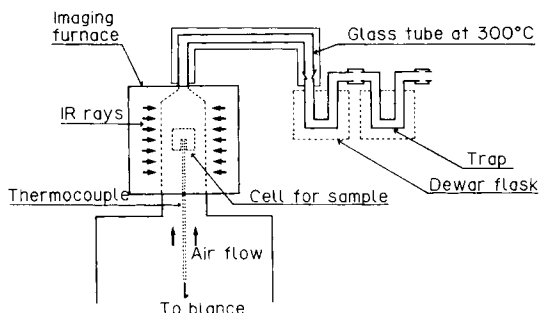 Imaging
furnace
Glass tube at 300°C
IR rays
Trap
Dewar flask
Thermocouple
Cell for sample
Air flow
To blance